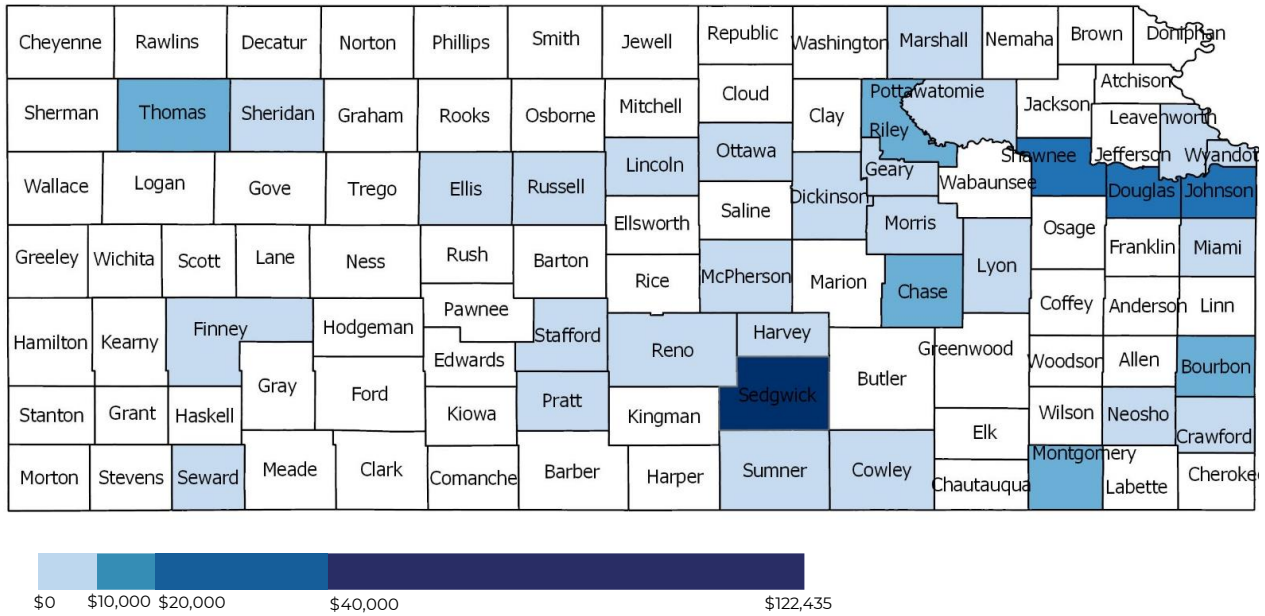 Cheyenne Rawlins Decatur Norton Phillips Smith Jewell Republic Washington Marshall Nemaha Brown Doniphan
Sherman Thomas Sheridan Graham Rooks Osborne Mitchell Cloud Clay Riley Pottawatomie Jackson Atchison
Leavenworth
Wallace Logan Gove Trego Ellis Russell Lincoln Ottawa Dickinson Geary Wabaunsee Shawnee Jefferson Wyandot
Douglas Johnson
Ellsworth Saline Morris
Greeley Wichita Scott Lane Ness Rush Barton Rice McPherson Marion Chase Lyon Osage Franklin Miami
Hamilton Kearny Finney Hodgeman Pawnee Stafford Reno Harvey Greenwood Coffey Anderson Linn
Edwards
Gray Ford Sedgwick Butler Woodson Allen Bourbon
Stanton Grant Haskell Kiowa Pratt Kingman Elk Wilson Neosho Crawford
Morton Stevens Seward Meade Clark Comanche Barber Harper Sumner Cowley Chautauqua Montgomery Labette Cheroke
$0 $10,000 $20,000 $40,000 $122,435